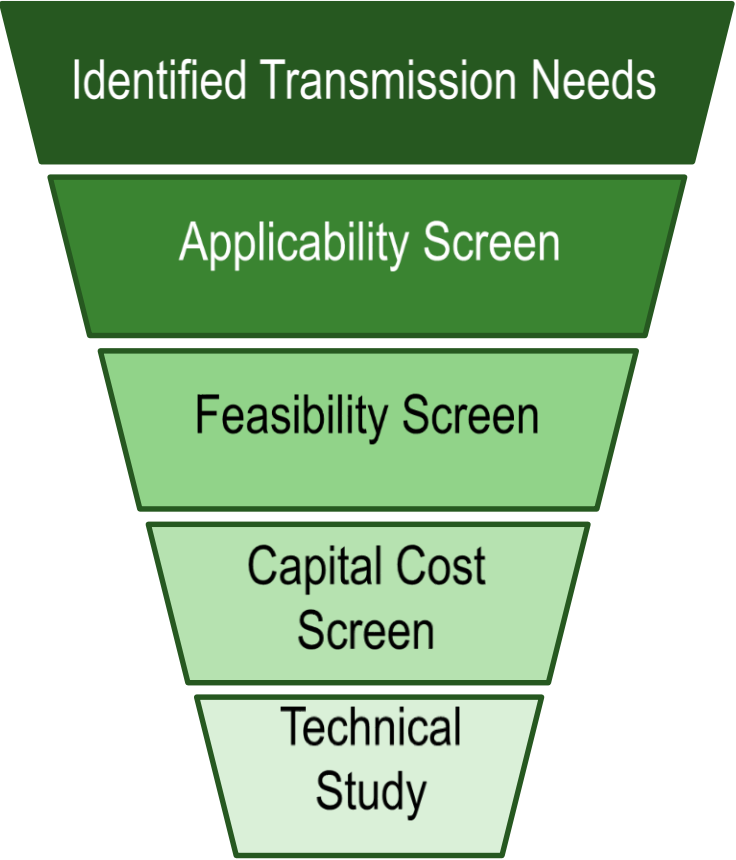 Identified Transmission Needs
Applicability Screen
Feasibility Screen
Capital Cost
Screen
Technical
Study